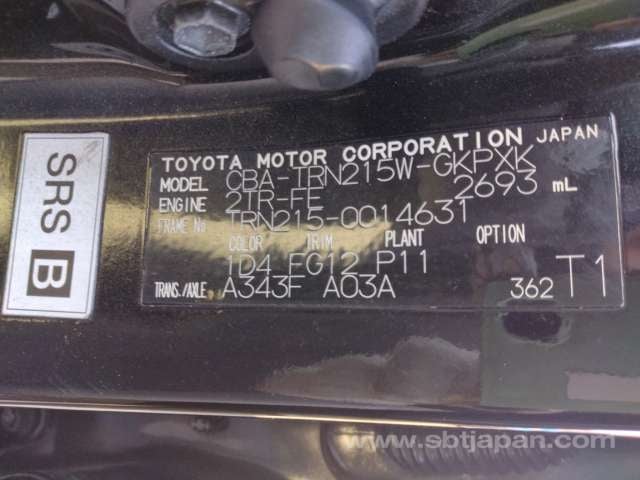 SRS B
TOYOTA MOTOR CORPORATION JAPAN
MODEL CBA-TRN215W-GKPXK
ENGINE 2TR-FE 2693 mL
FRAME No. TRN215-0014631
COLOR TRIM PLANT OPTION
1D4 FG12 P11
TRANS./AXLE A343F A03A 362 T1
www.sbtjapan.com